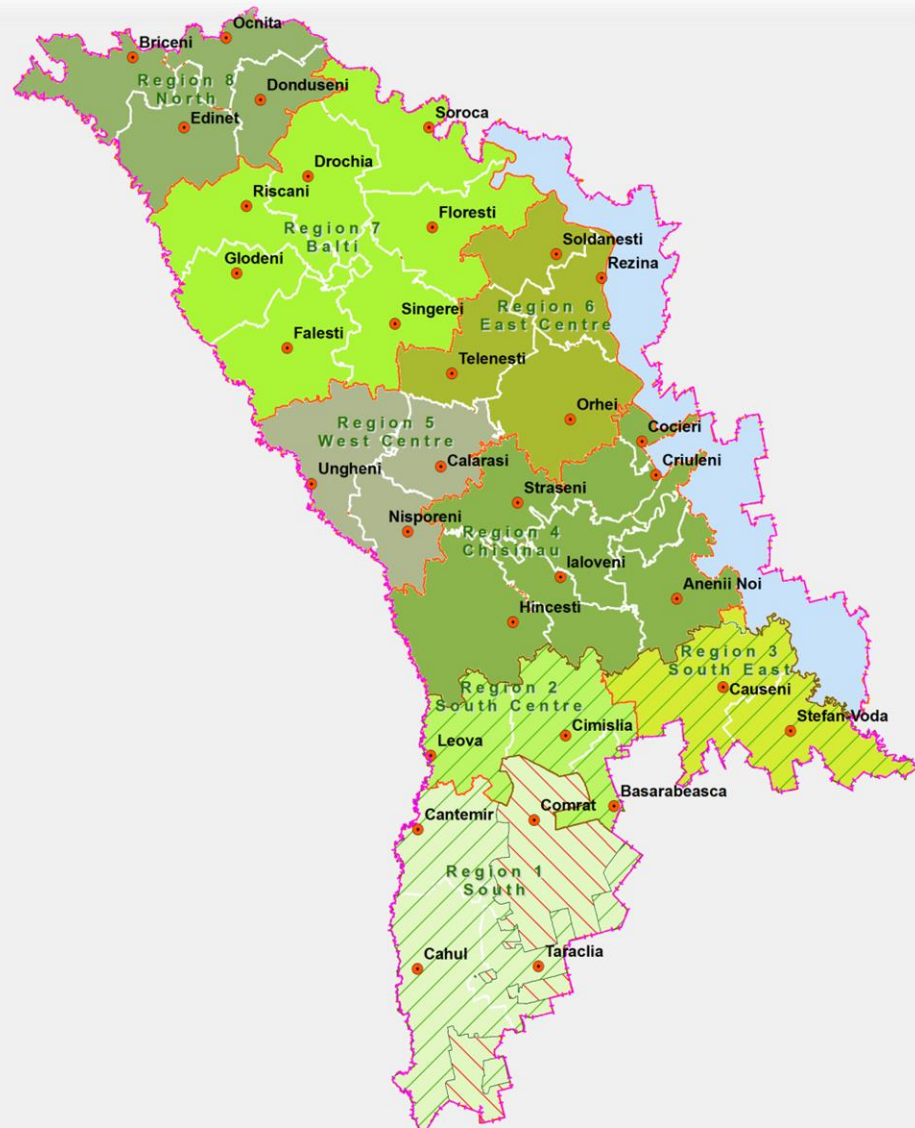 Ocnita
Briceni
Region 8
North
Donduseni
Edinet
Soroca
Drochia
Riscani
Floresti
Region 7
Balti
Soldanesti
Glodeni
Rezina
Region 6
East Centre
Singerei
Falesti
Telenesti
Orhei
Region 5
West Centre
Cocieri
Calarasi
Criuleni
Ungheni
Straseni
Nisporeni
Region 4
Chisinau
Ialoveni
Anenii Noi
Hincesti
Region 3
South East
Region 2
South Centre
Causeni
Stefan-Voda
Cimislia
Leova
Basarabeasca
Comrat
Cantemir
Region 1
South
Cahul
Taraclia